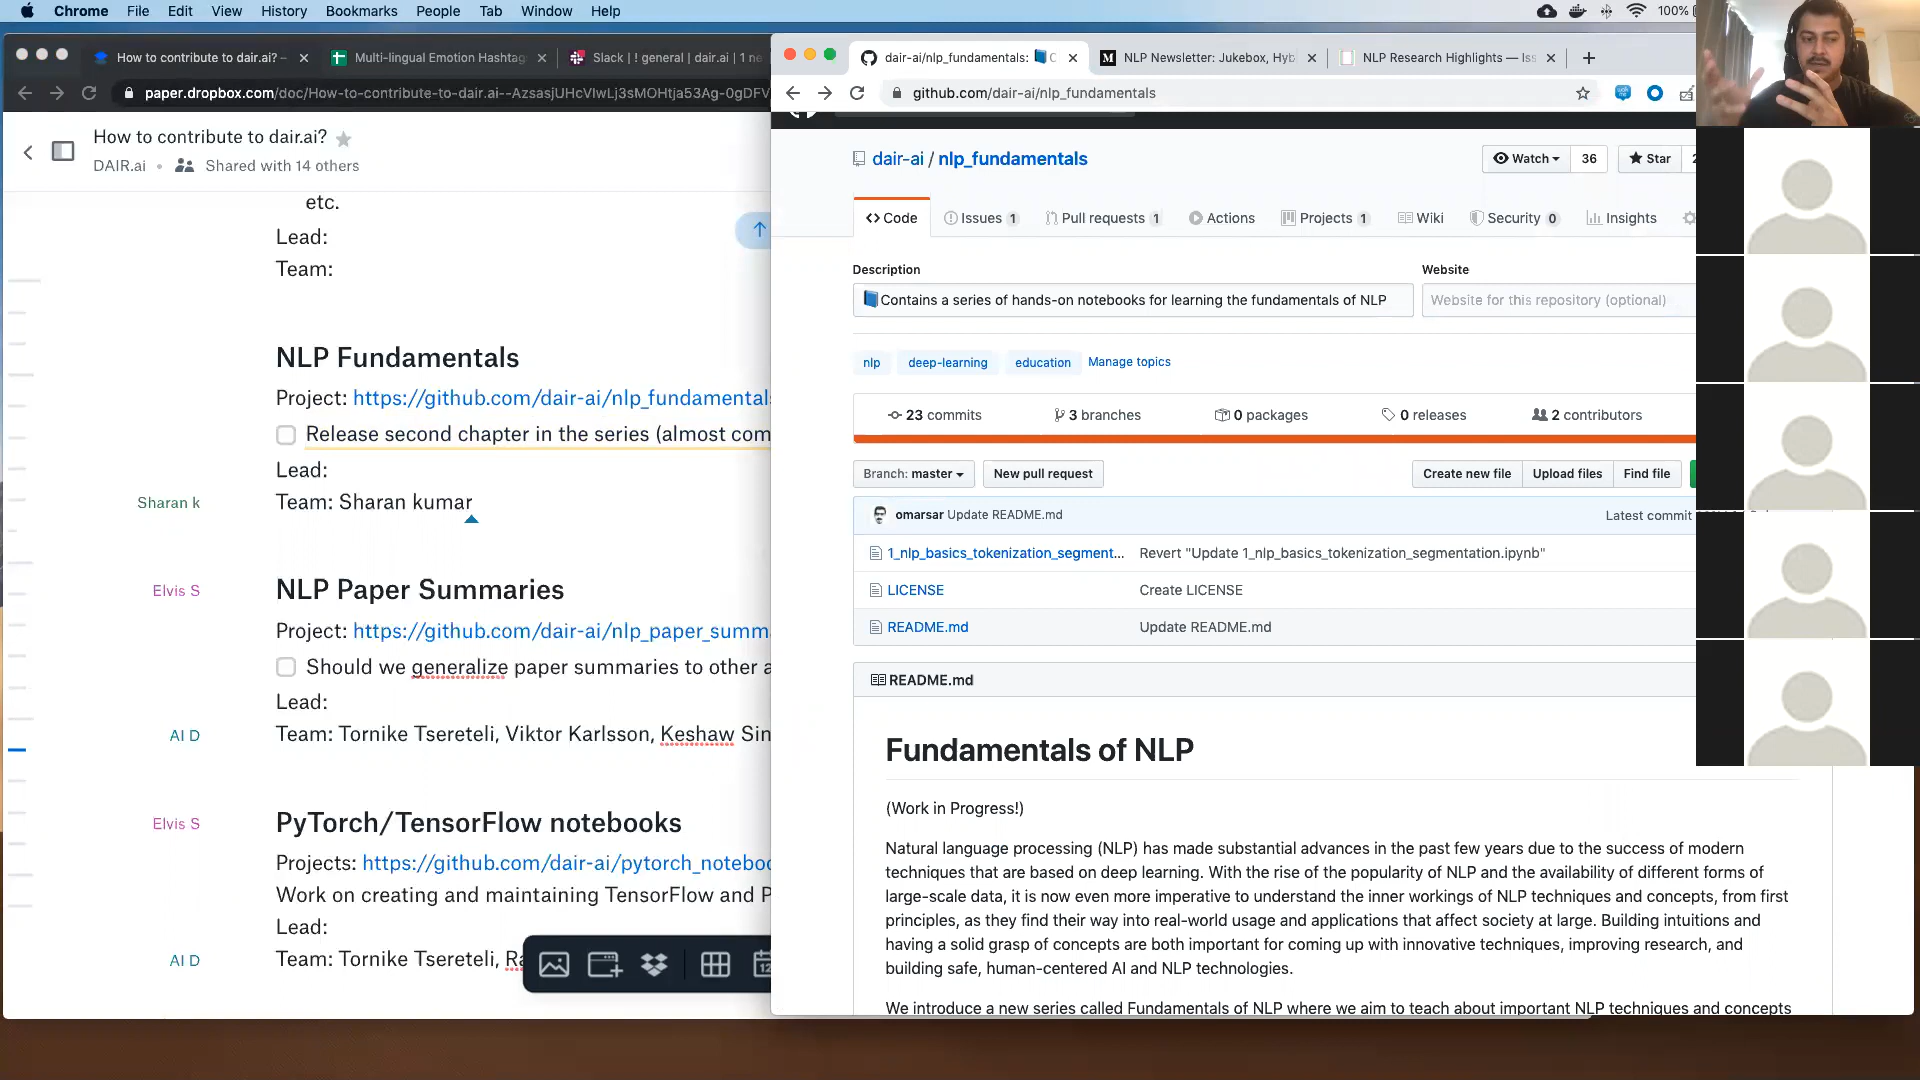 Chrome File Edit View History Bookmarks People Tab Window Help
100%
How to contribute to dair.ai? –
Multi-lingual Emotion Hashtag
Slack | ! general | dair.ai | 1 ne
paper.dropbox.com/doc/How-to-contribute-to-dair.ai--AzsasjUHcVIwLj3sMOHtja53Ag-0gDFV
How to contribute to dair.ai?
DAIR.ai • Shared with 14 others
etc.
Lead:
Team:
NLP Fundamentals
Project: https://github.com/dair-ai/nlp_fundamentals
Release second chapter in the series (almost com
Lead:
Sharan k
Team: Sharan kumar
Elvis S
NLP Paper Summaries
Project: https://github.com/dair-ai/nlp_paper_summa
Should we generalize paper summaries to other a
Lead:
AI D
Team: Tornike Tsereteli, Viktor Karlsson, Keshaw Sin
Elvis S
PyTorch/TensorFlow notebooks
Projects: https://github.com/dair-ai/pytorch_noteboo
Work on creating and maintaining TensorFlow and P
Lead:
AI D
Team: Tornike Tsereteli, Ra
12
dair-ai/nlp_fundamentals: 📘 C
NLP Newsletter: Jukebox, Hyb
NLP Research Highlights — Iss
github.com/dair-ai/nlp_fundamentals
dair-ai / nlp_fundamentals
Watch 36
Star 2
Code
Issues 1
Pull requests 1
Actions
Projects 1
Wiki
Security 0
Insights
Description
Website
📘Contains a series of hands-on notebooks for learning the fundamentals of NLP
Website for this repository (optional)
nlp deep-learning education Manage topics
23 commits
3 branches
0 packages
0 releases
2 contributors
Branch: master
New pull request
Create new file
Upload files
Find file
omarsar Update README.md
Latest commit
1_nlp_basics_tokenization_segment... Revert "Update 1_nlp_basics_tokenization_segmentation.ipynb"
LICENSE Create LICENSE
README.md Update README.md
README.md
Fundamentals of NLP
(Work in Progress!)
Natural language processing (NLP) has made substantial advances in the past few years due to the success of modern
techniques that are based on deep learning. With the rise of the popularity of NLP and the availability of different forms of
large-scale data, it is now even more imperative to understand the inner workings of NLP techniques and concepts, from first
principles, as they find their way into real-world usage and applications that affect society at large. Building intuitions and
having a solid grasp of concepts are both important for coming up with innovative techniques, improving research, and
building safe, human-centered AI and NLP technologies.
We introduce a new series called Fundamentals of NLP where we aim to teach about important NLP techniques and concepts